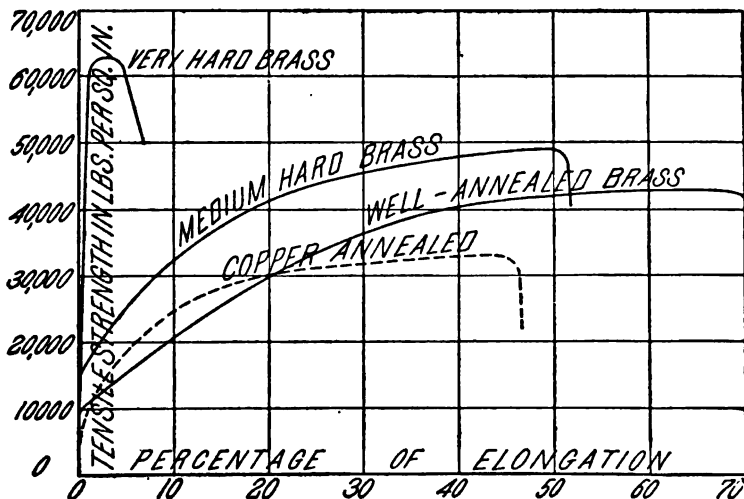 70,000
60,000
50,000
40,000
30,000
20,000
10000
0
TENSILE STRENGTH IN LBS. PER SQ. IN.
VERY HARD BRASS
MEDIUM HARD BRASS
WELL-ANNEALED BRASS
COPPER ANNEALED
PERCENTAGE OF ELONGATION
0 10 20 30 40 50 60 70